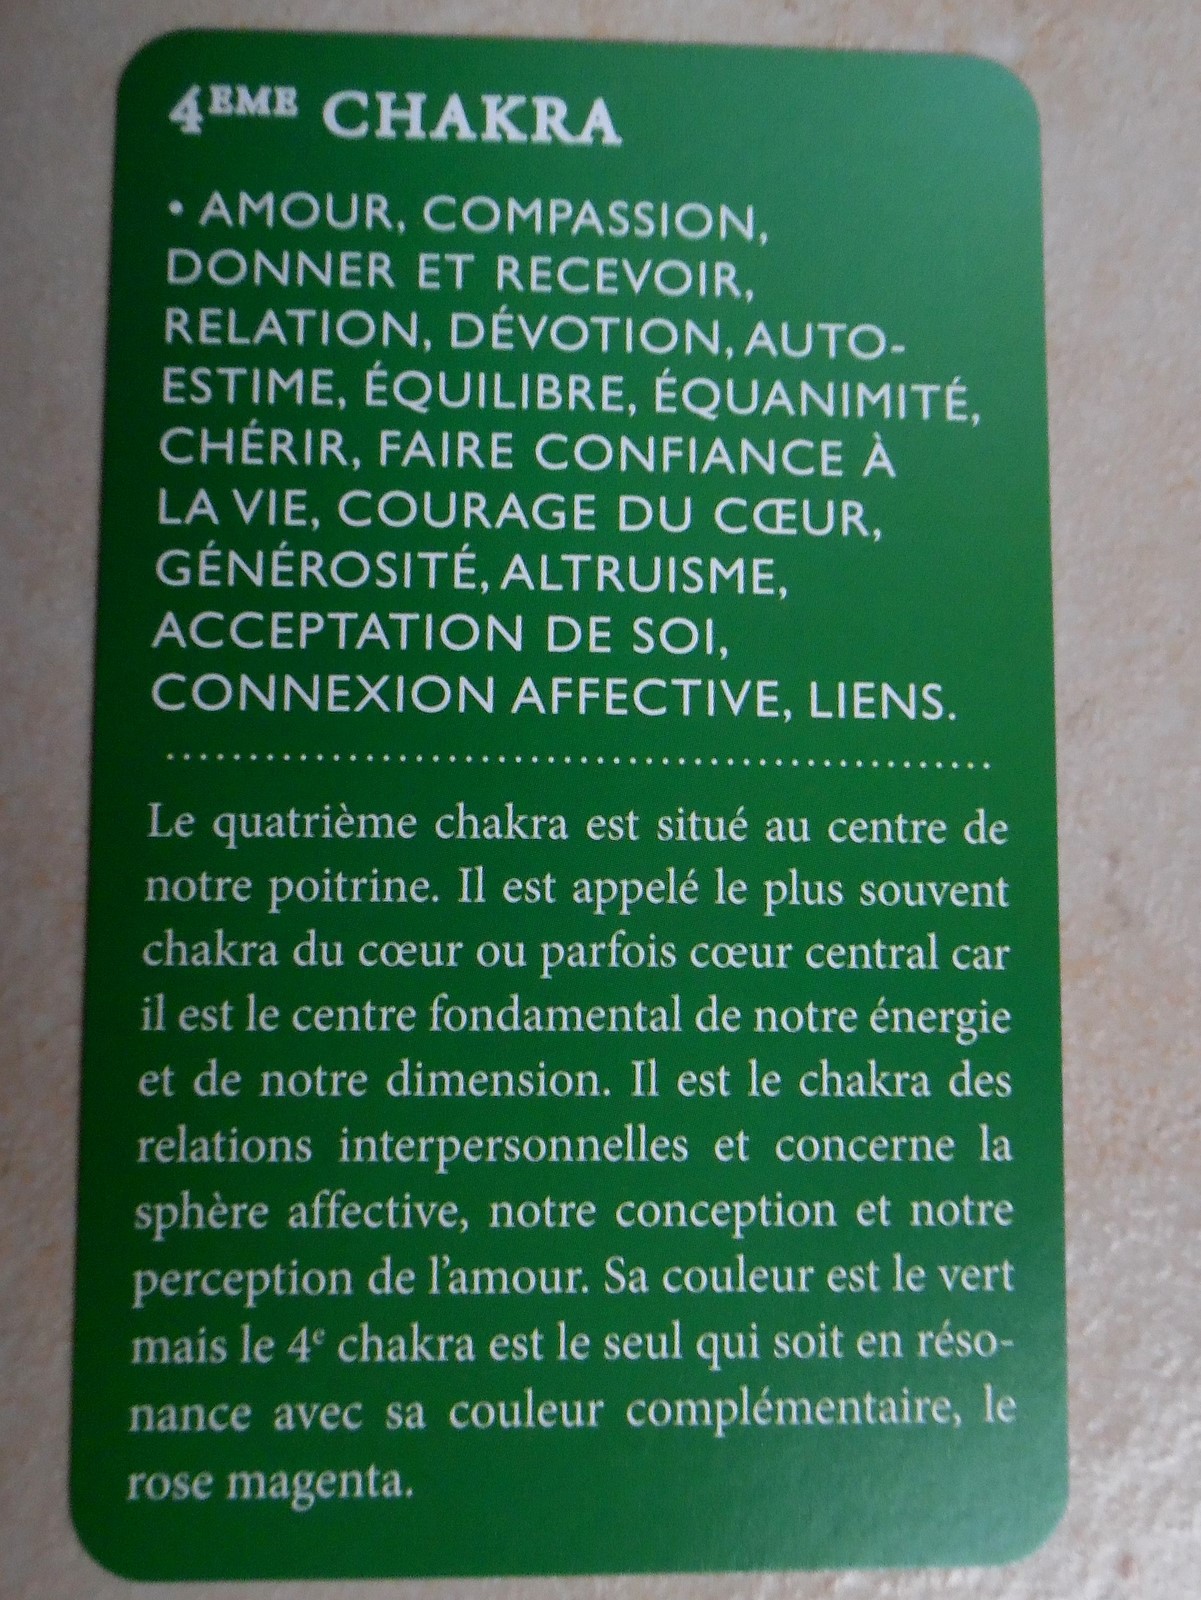 4EME CHAKRA
• AMOUR, COMPASSION,
DONNER ET RECEVOIR,
RELATION, DÉVOTION, AUTO-
ESTIME, ÉQUILIBRE, ÉQUANIMITÉ,
CHÉRIR, FAIRE CONFIANCE À
LA VIE, COURAGE DU CŒUR,
GÉNÉROSITÉ, ALTRUISME,
ACCEPTATION DE SOI,
CONNEXION AFFECTIVE, LIENS.
Le quatrième chakra est situé au centre de
notre poitrine. Il est appelé le plus souvent
chakra du cœur ou parfois cœur central car
il est le centre fondamental de notre énergie
et de notre dimension. Il est le chakra des
relations interpersonnelles et concerne la
sphère affective, notre conception et notre
perception de l'amour. Sa couleur est le vert
mais le 4e chakra est le seul qui soit en réso-
nance avec sa couleur complémentaire, le
rose magenta.